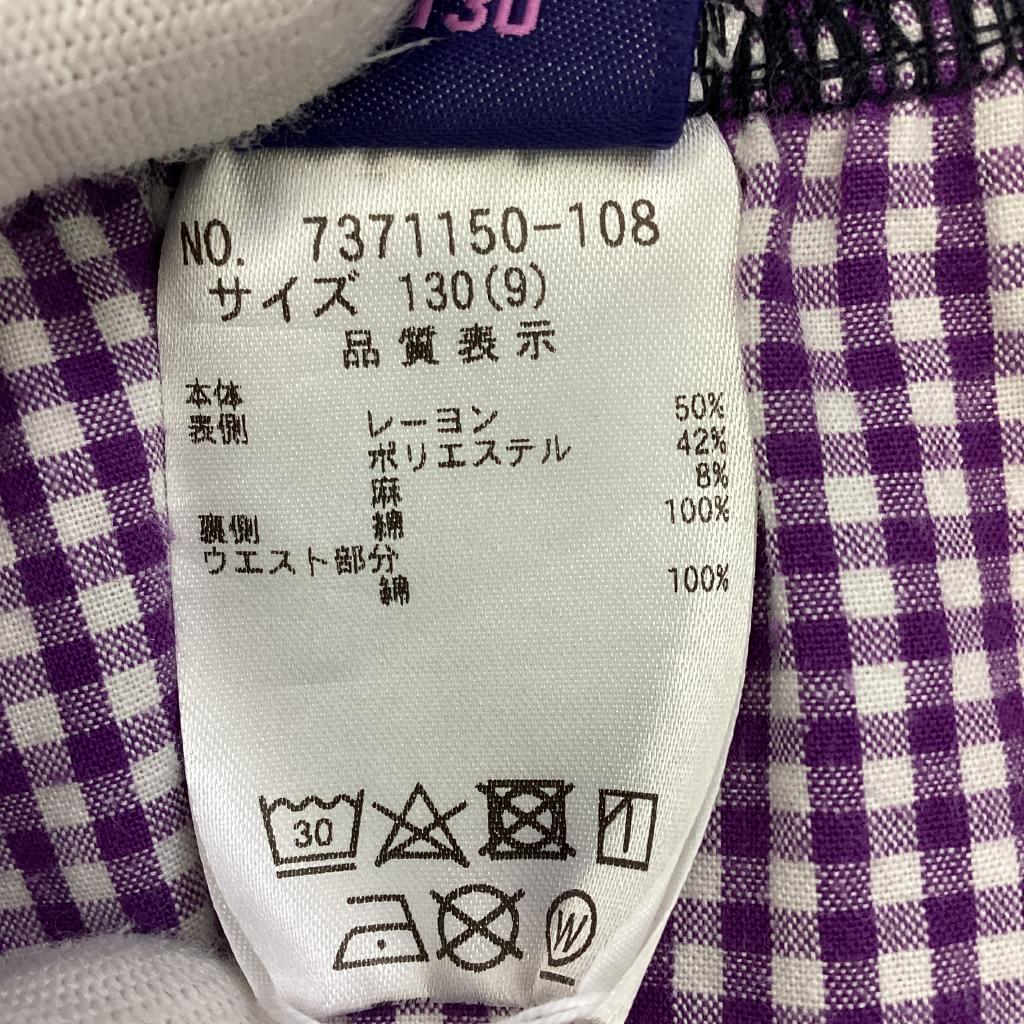 130
NO. 7371150-108
サイズ 130(9)
品質表示
本体
表側 レーヨン 50%
ポリエステル 42%
麻 8%
裏側 綿 100%
ウエスト部分
綿 100%
30
W